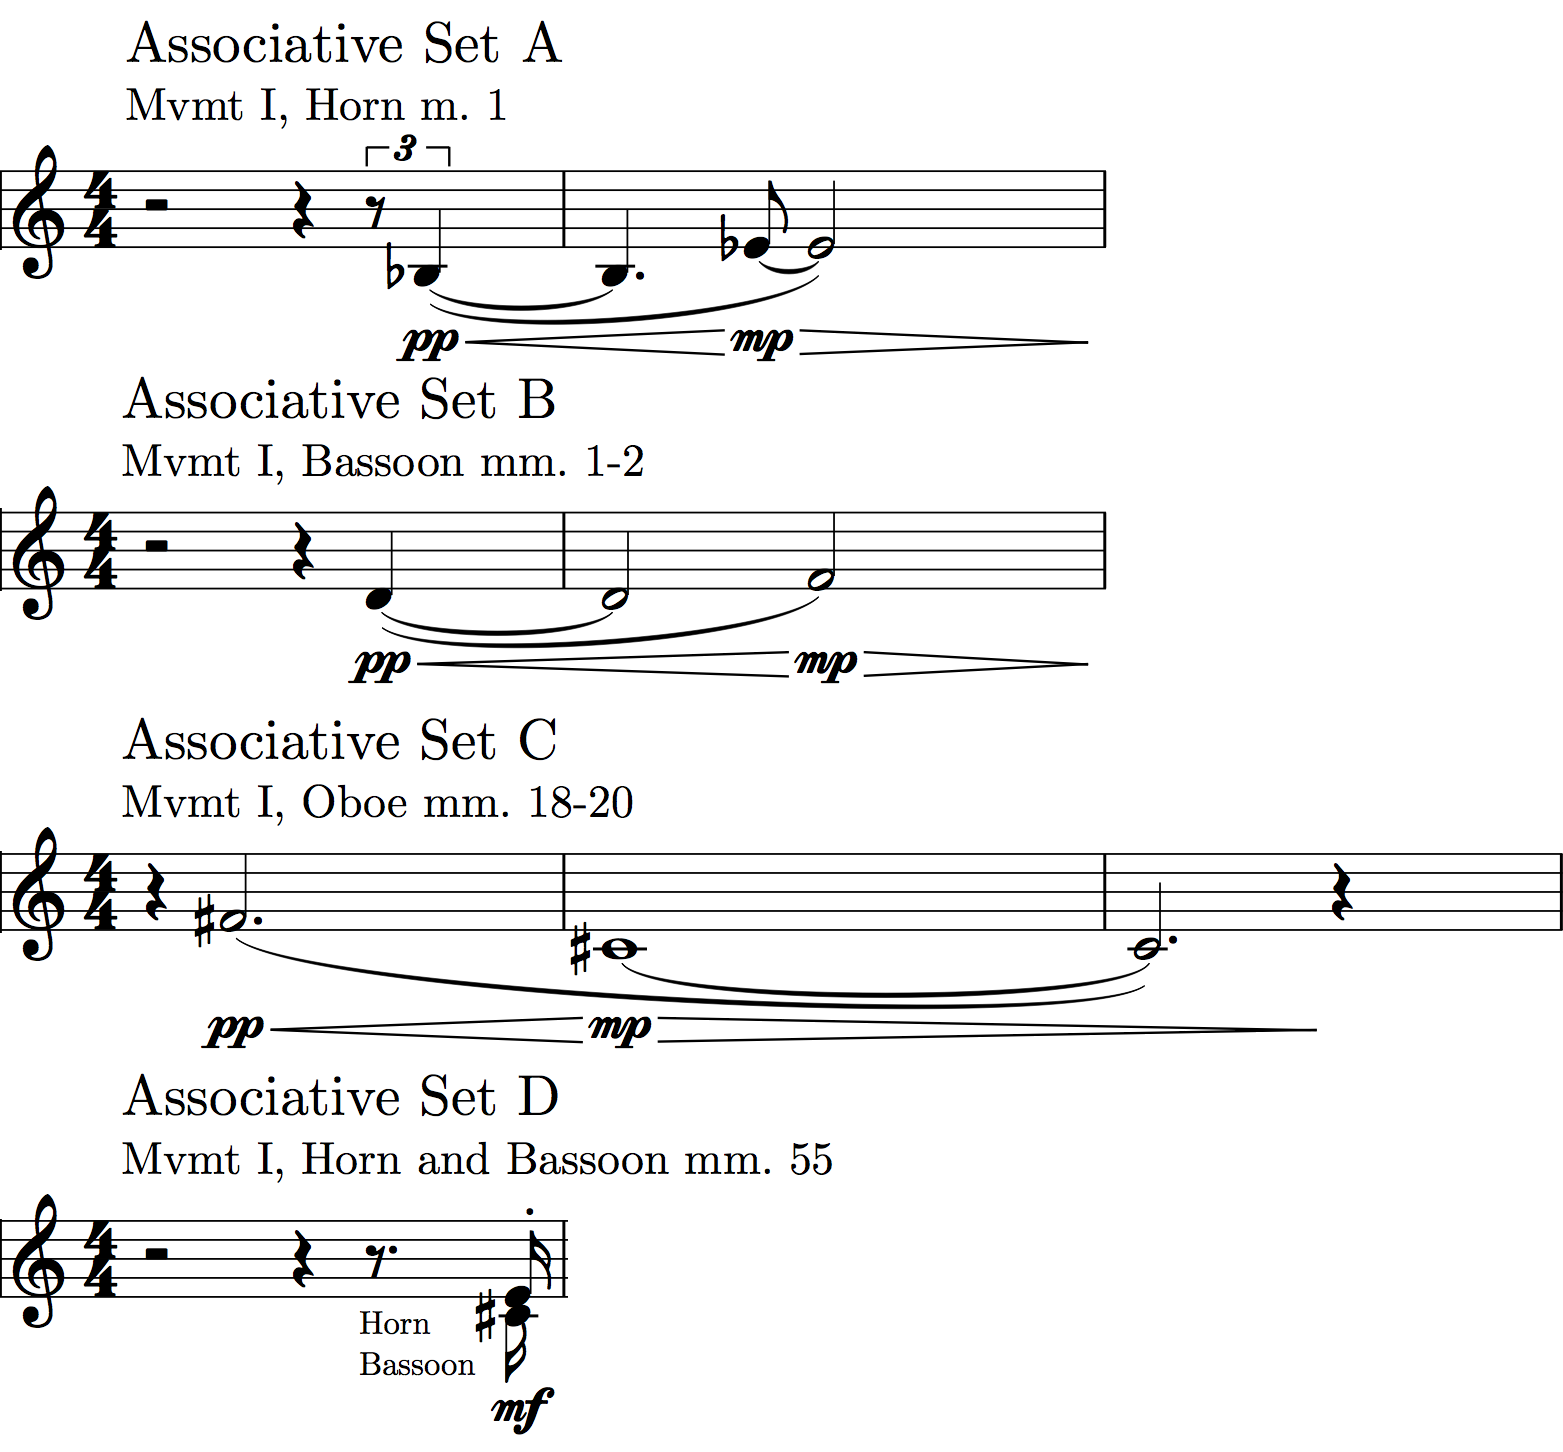 Associative Set A
Mvmt I, Horn m. 1
3
pp mp
Associative Set B
Mvmt I, Bassoon mm. 1-2
pp mp
Associative Set C
Mvmt I, Oboe mm. 18-20
pp mp
Associative Set D
Mvmt I, Horn and Bassoon mm. 55
Horn
Bassoon
mf